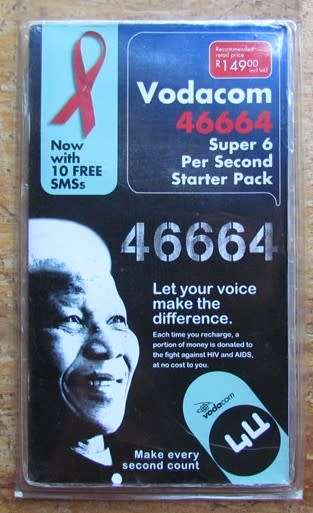 Recommended
retail price
R149.00
incl VAT
Vodacom
46664
Super 6
Per Second
Starter Pack
Now
with
10 FREE
SMSs
46664
Let your voice
make the
difference.
Each time you recharge, a
portion of money is donated to
the fight against HIV and AIDS,
at no cost to you.
vodacom
4U
Make every
second count